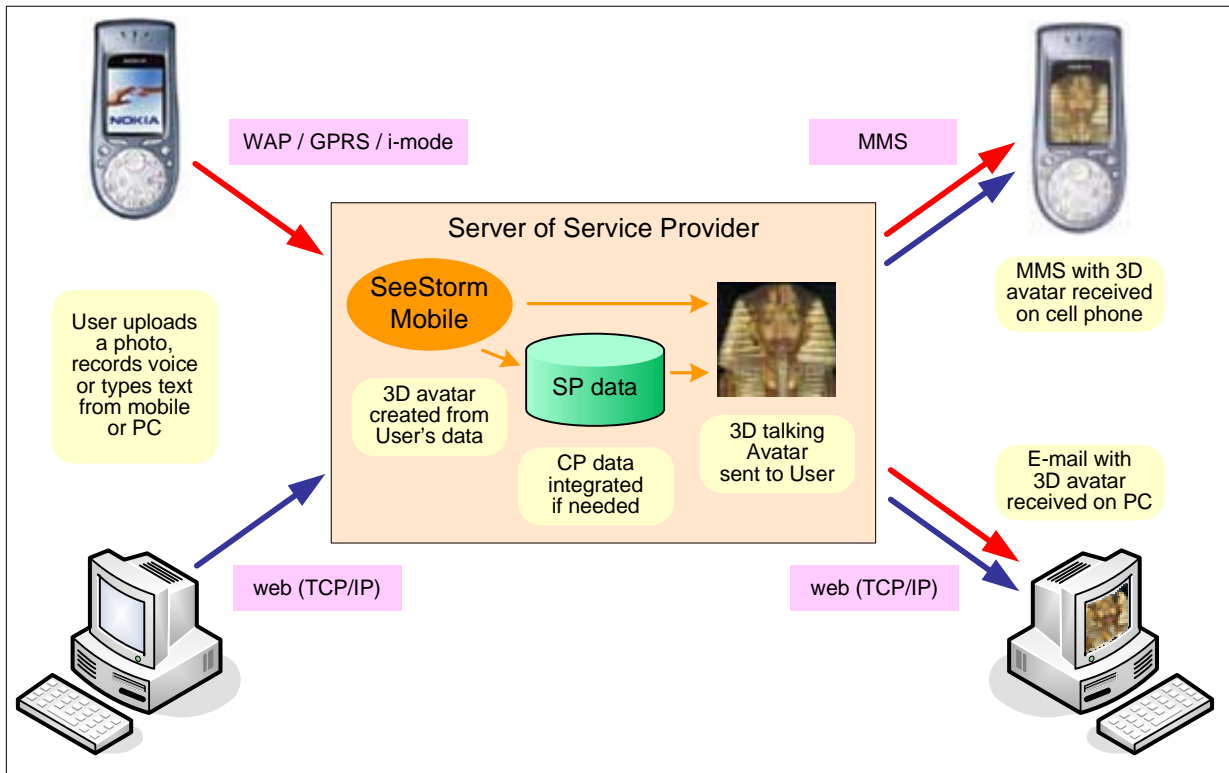 NOKIA
NOKIA
NOKIA
WAP / GPRS / i-mode
MMS
Server of Service Provider
SeeStorm
Mobile
SP data
User uploads
a photo,
records voice
or types text
from mobile
or PC
3D avatar
created from
User's data
CP data
integrated
if needed
3D talking
Avatar
sent to User
MMS with 3D
avatar received
on cell phone
E-mail with
3D avatar
received on PC
web (TCP/IP)
web (TCP/IP)